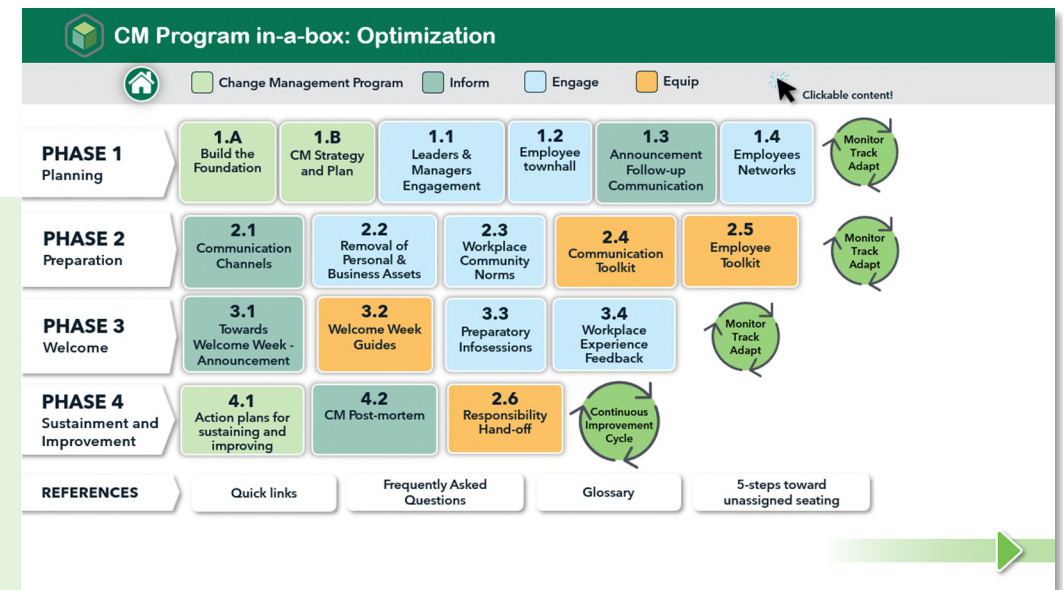 CM Program in-a-box: Optimization
Change Management Program
Inform
Engage
Equip
Clickable content!
PHASE 1
Planning
1.A
Build the
Foundation
1.B
CM Strategy
and Plan
1.1
Leaders &
Managers
Engagement
1.2
Employee
townhall
1.3
Announcement
Follow-up
Communication
1.4
Employees
Networks
Monitor
Track
Adapt
PHASE 2
Preparation
2.1
Communication
Channels
2.2
Removal of
Personal &
Business Assets
2.3
Workplace
Community
Norms
2.4
Communication
Toolkit
2.5
Employee
Toolkit
Monitor
Track
Adapt
PHASE 3
Welcome
3.1
Towards
Welcome Week -
Announcement
3.2
Welcome Week
Guides
3.3
Preparatory
Infosessions
3.4
Workplace
Experience
Feedback
Monitor
Track
Adapt
PHASE 4
Sustainment and
Improvement
4.1
Action plans for
sustaining and
improving
4.2
CM Post-mortem
2.6
Responsibility
Hand-off
Continuous
Improvement
Cycle
REFERENCES
Quick links
Frequently Asked
Questions
Glossary
5-steps toward
unassigned seating